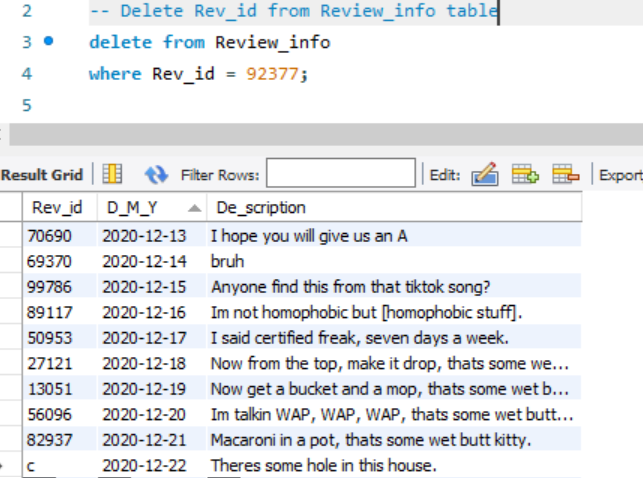 2 -- Delete Rev_id from Review_info table
3 delete from Review_info
4 where Rev_id = 92377;
5
Result Grid Filter Rows: Edit: Export
Rev_id D_M_Y De_scription
70690 2020-12-13 I hope you will give us an A
69370 2020-12-14 bruh
99786 2020-12-15 Anyone find this from that tiktok song?
89117 2020-12-16 Im not homophobic but [homophobic stuff].
50953 2020-12-17 I said certified freak, seven days a week.
27121 2020-12-18 Now from the top, make it drop, thats some we...
13051 2020-12-19 Now get a bucket and a mop, thats some wet b...
56096 2020-12-20 Im talkin WAP, WAP, WAP, thats some wet butt...
82937 2020-12-21 Macaroni in a pot, thats some wet butt kitty.
c 2020-12-22 Theres some hole in this house.